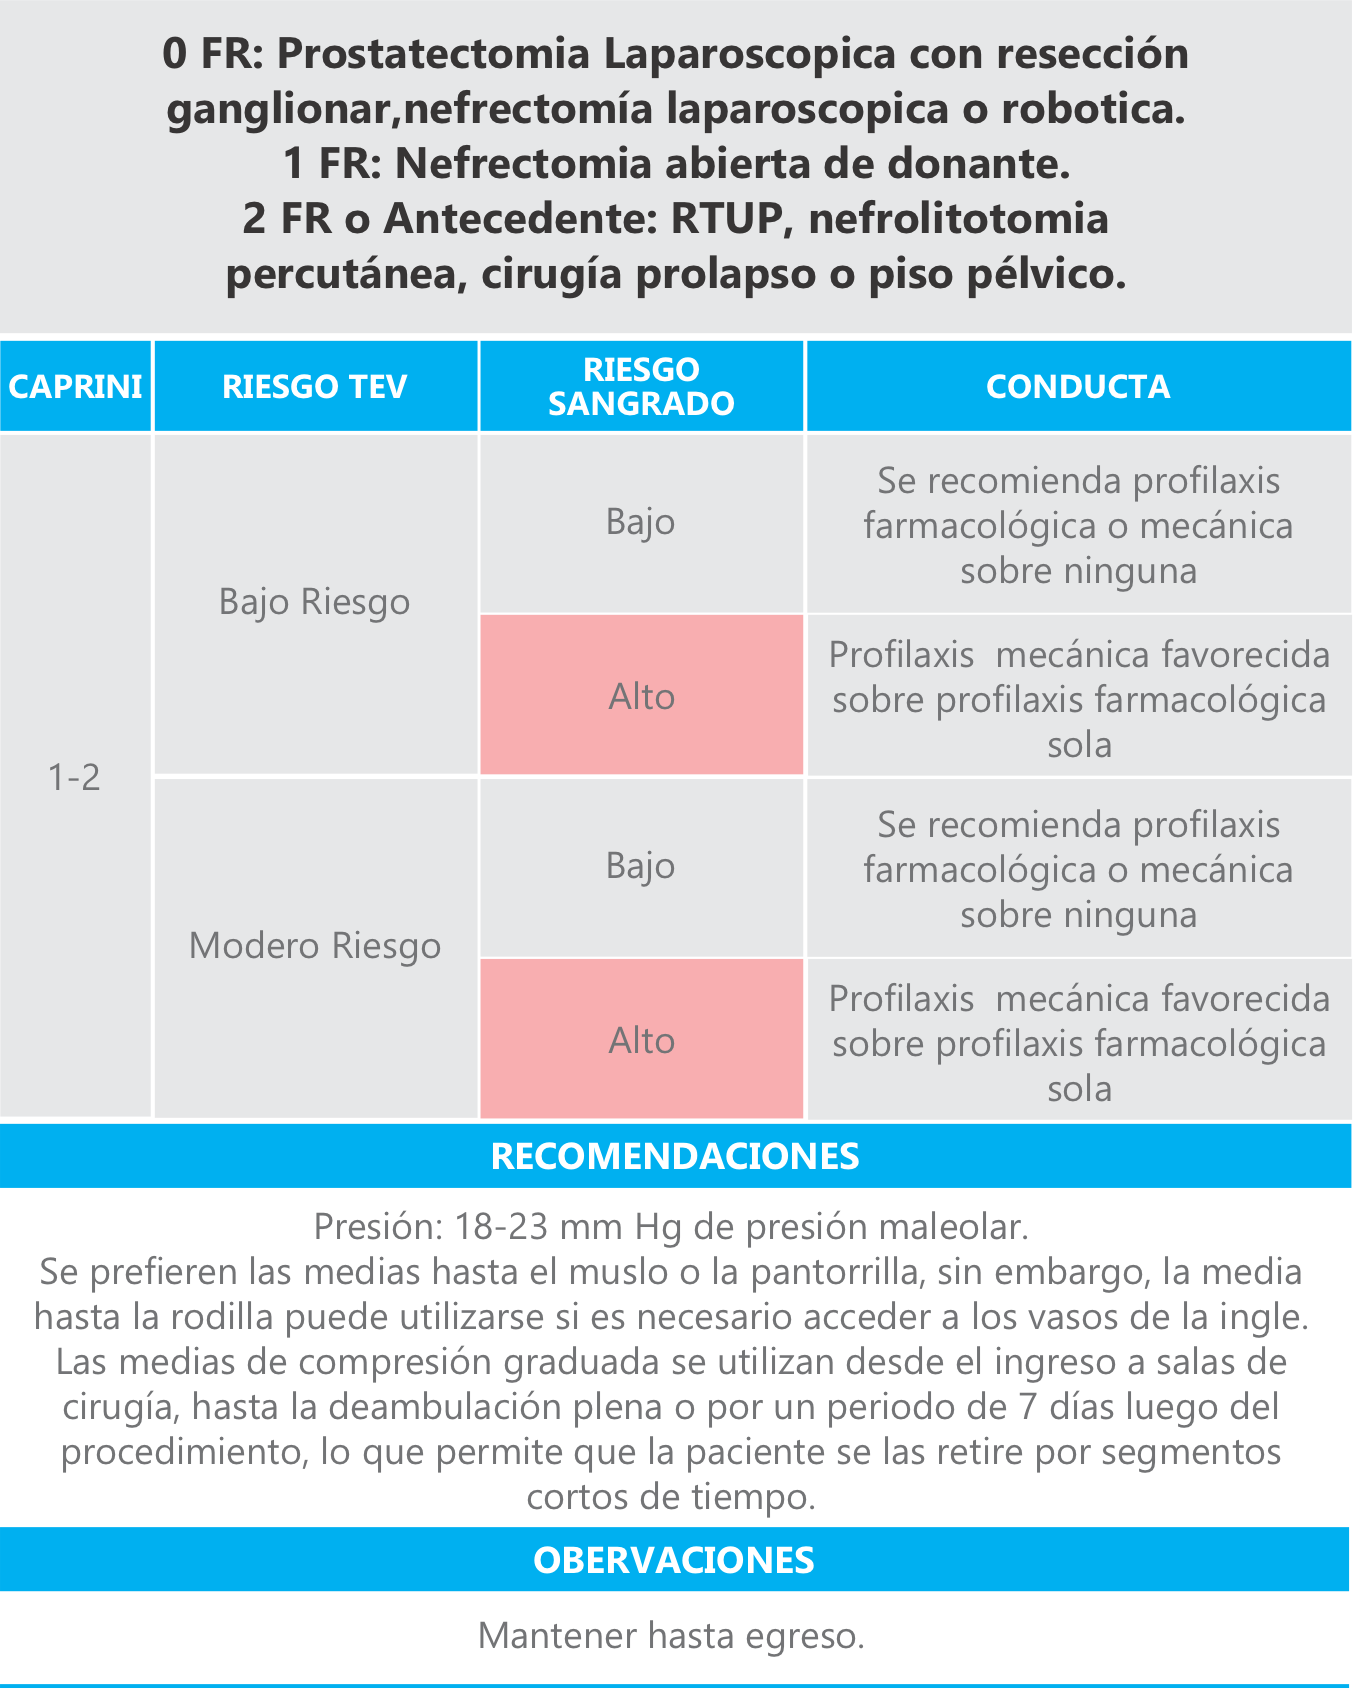 0 FR: Prostatectomia Laparoscopica con resección
ganglionar,nefrectomía laparoscopica o robotica.
1 FR: Nefrectomia abierta de donante.
2 FR o Antecedente: RTUP, nefrolitotomia
percutánea, cirugía prolapso o piso pélvico.
CAPRINI
RIESGO TEV
RIESGO
SANGRADO
CONDUCTA
1-2
Bajo Riesgo
Bajo
Se recomienda profilaxis
farmacológica o mecánica
sobre ninguna
Alto
Profilaxis  mecánica favorecida
sobre profilaxis farmacológica
sola
Modero Riesgo
Bajo
Se recomienda profilaxis
farmacológica o mecánica
sobre ninguna
Alto
Profilaxis  mecánica favorecida
sobre profilaxis farmacológica
sola
RECOMENDACIONES
Presión: 18-23 mm Hg de presión maleolar.
Se prefieren las medias hasta el muslo o la pantorrilla, sin embargo, la media
hasta la rodilla puede utilizarse si es necesario acceder a los vasos de la ingle.
Las medias de compresión graduada se utilizan desde el ingreso a salas de
cirugía, hasta la deambulación plena o por un periodo de 7 días luego del
procedimiento, lo que permite que la paciente se las retire por segmentos
cortos de tiempo.
OBERVACIONES
Mantener hasta egreso.